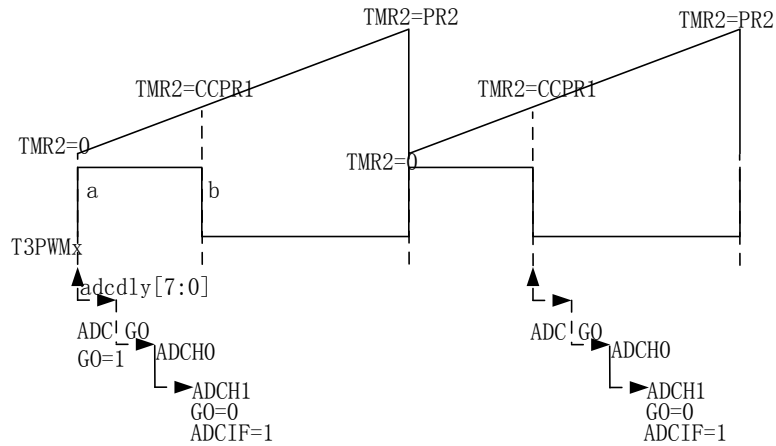 TMR2=PR2
TMR2=PR2
TMR2=CCPR1
TMR2=CCPR1
TMR2=0
TMR2=0
a
b
T3PWMx
adcdly[7:0]
ADC GO
GO=1
ADCH0
ADCH1
GO=0
ADCIF=1
ADC GO
ADCH0
ADCH1
GO=0
ADCIF=1